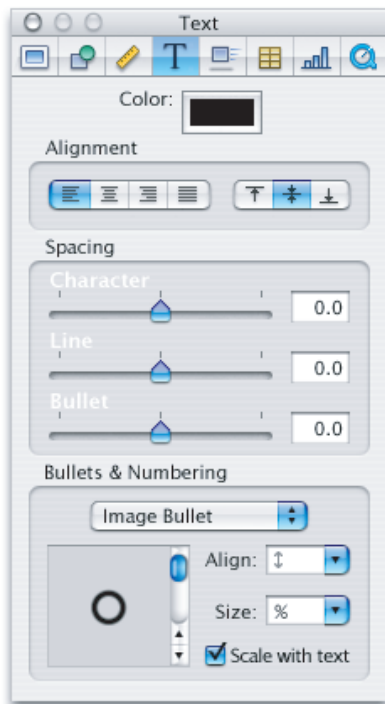 Text
T
Color:
Alignment
Spacing
Character
0.0
Line
0.0
Bullet
0.0
Bullets & Numbering
Image Bullet
Align:
Size: %
Scale with text